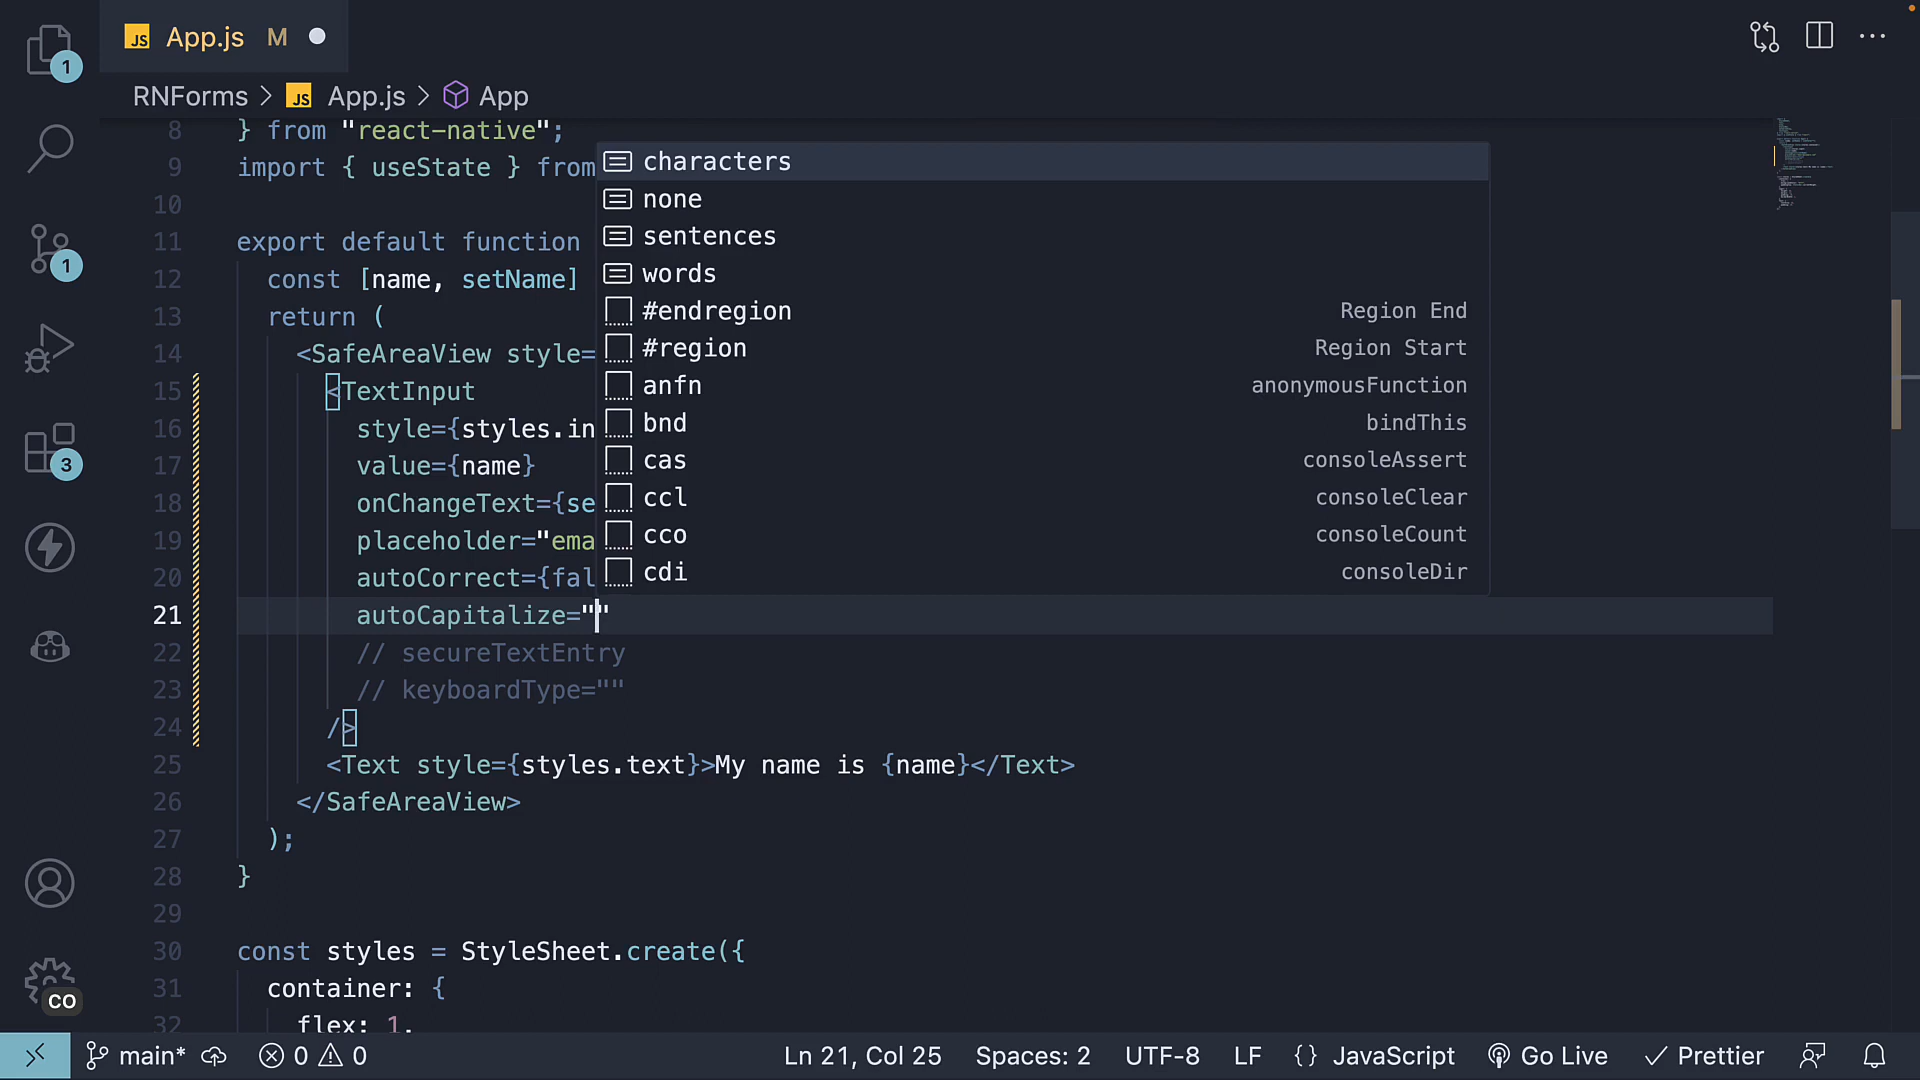 JS App.js M
1
RNForms > JS App.js > App
8 } from "react-native";
9 import { useState } from
10
11 export default function
12 const [name, setName]
13 return (
14 <SafeAreaView style=
15 <TextInput
16 style={styles.in
17 value={name}
18 onChangeText={se
19 placeholder="ema
20 autoCorrect={fal
21 autoCapitalize=""
22 // secureTextEntry
23 // keyboardType=""
24 />
25 <Text style={styles.text}>My name is {name}</Text>
26 </SafeAreaView>
27 );
28 }
29
30 const styles = StyleSheet.create({
31 container: {
32 flex: 1,
characters
none
sentences
words
#endregion Region End
#region Region Start
anfn anonymousFunction
bnd bindThis
cas consoleAssert
ccl consoleClear
cco consoleCount
cdi consoleDir
1
3
CO
main* 0 0 Ln 21, Col 25 Spaces: 2 UTF-8 LF {} JavaScript Go Live Prettier